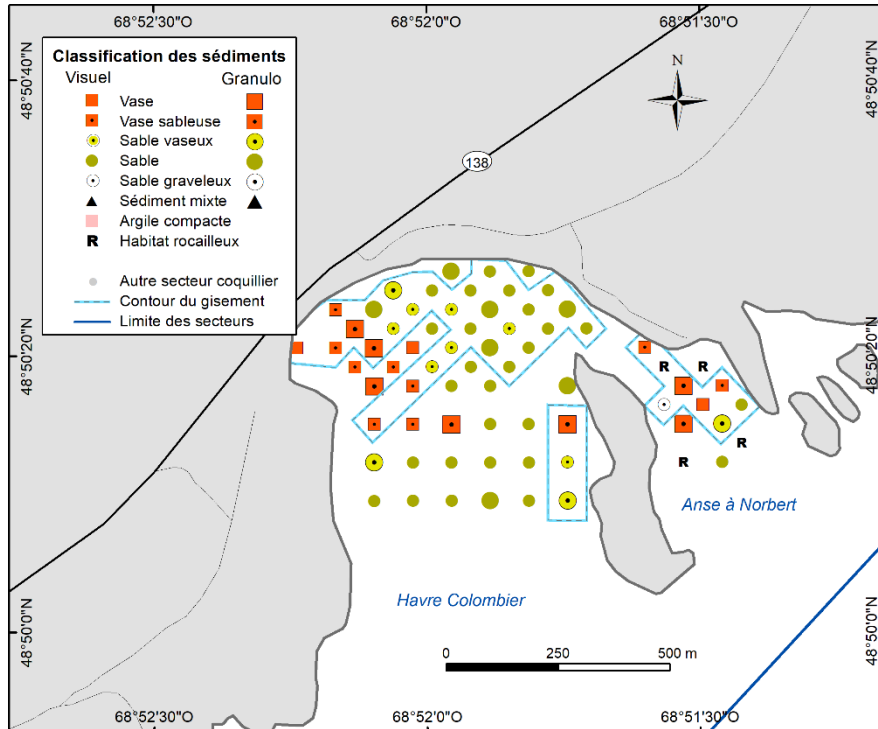 68°52'30"O 68°52'0"O 68°51'30"O
48°50'40"N 48°50'40"N
Classification des sédiments
Visuel Granulo
Vase
Vase sableuse
Sable vaseux
Sable
Sable graveleux
Sédiment mixte
Argile compacte
R Habitat rocailleux
Autre secteur coquillier
Contour du gisement
Limite des secteurs
N
138
48°50'20"N 48°50'20"N
R R
R
R
Anse à Norbert
Havre Colombier
48°50'0"N 48°50'0"N
0 250 500 m
68°52'30"O 68°52'0"O 68°51'30"O